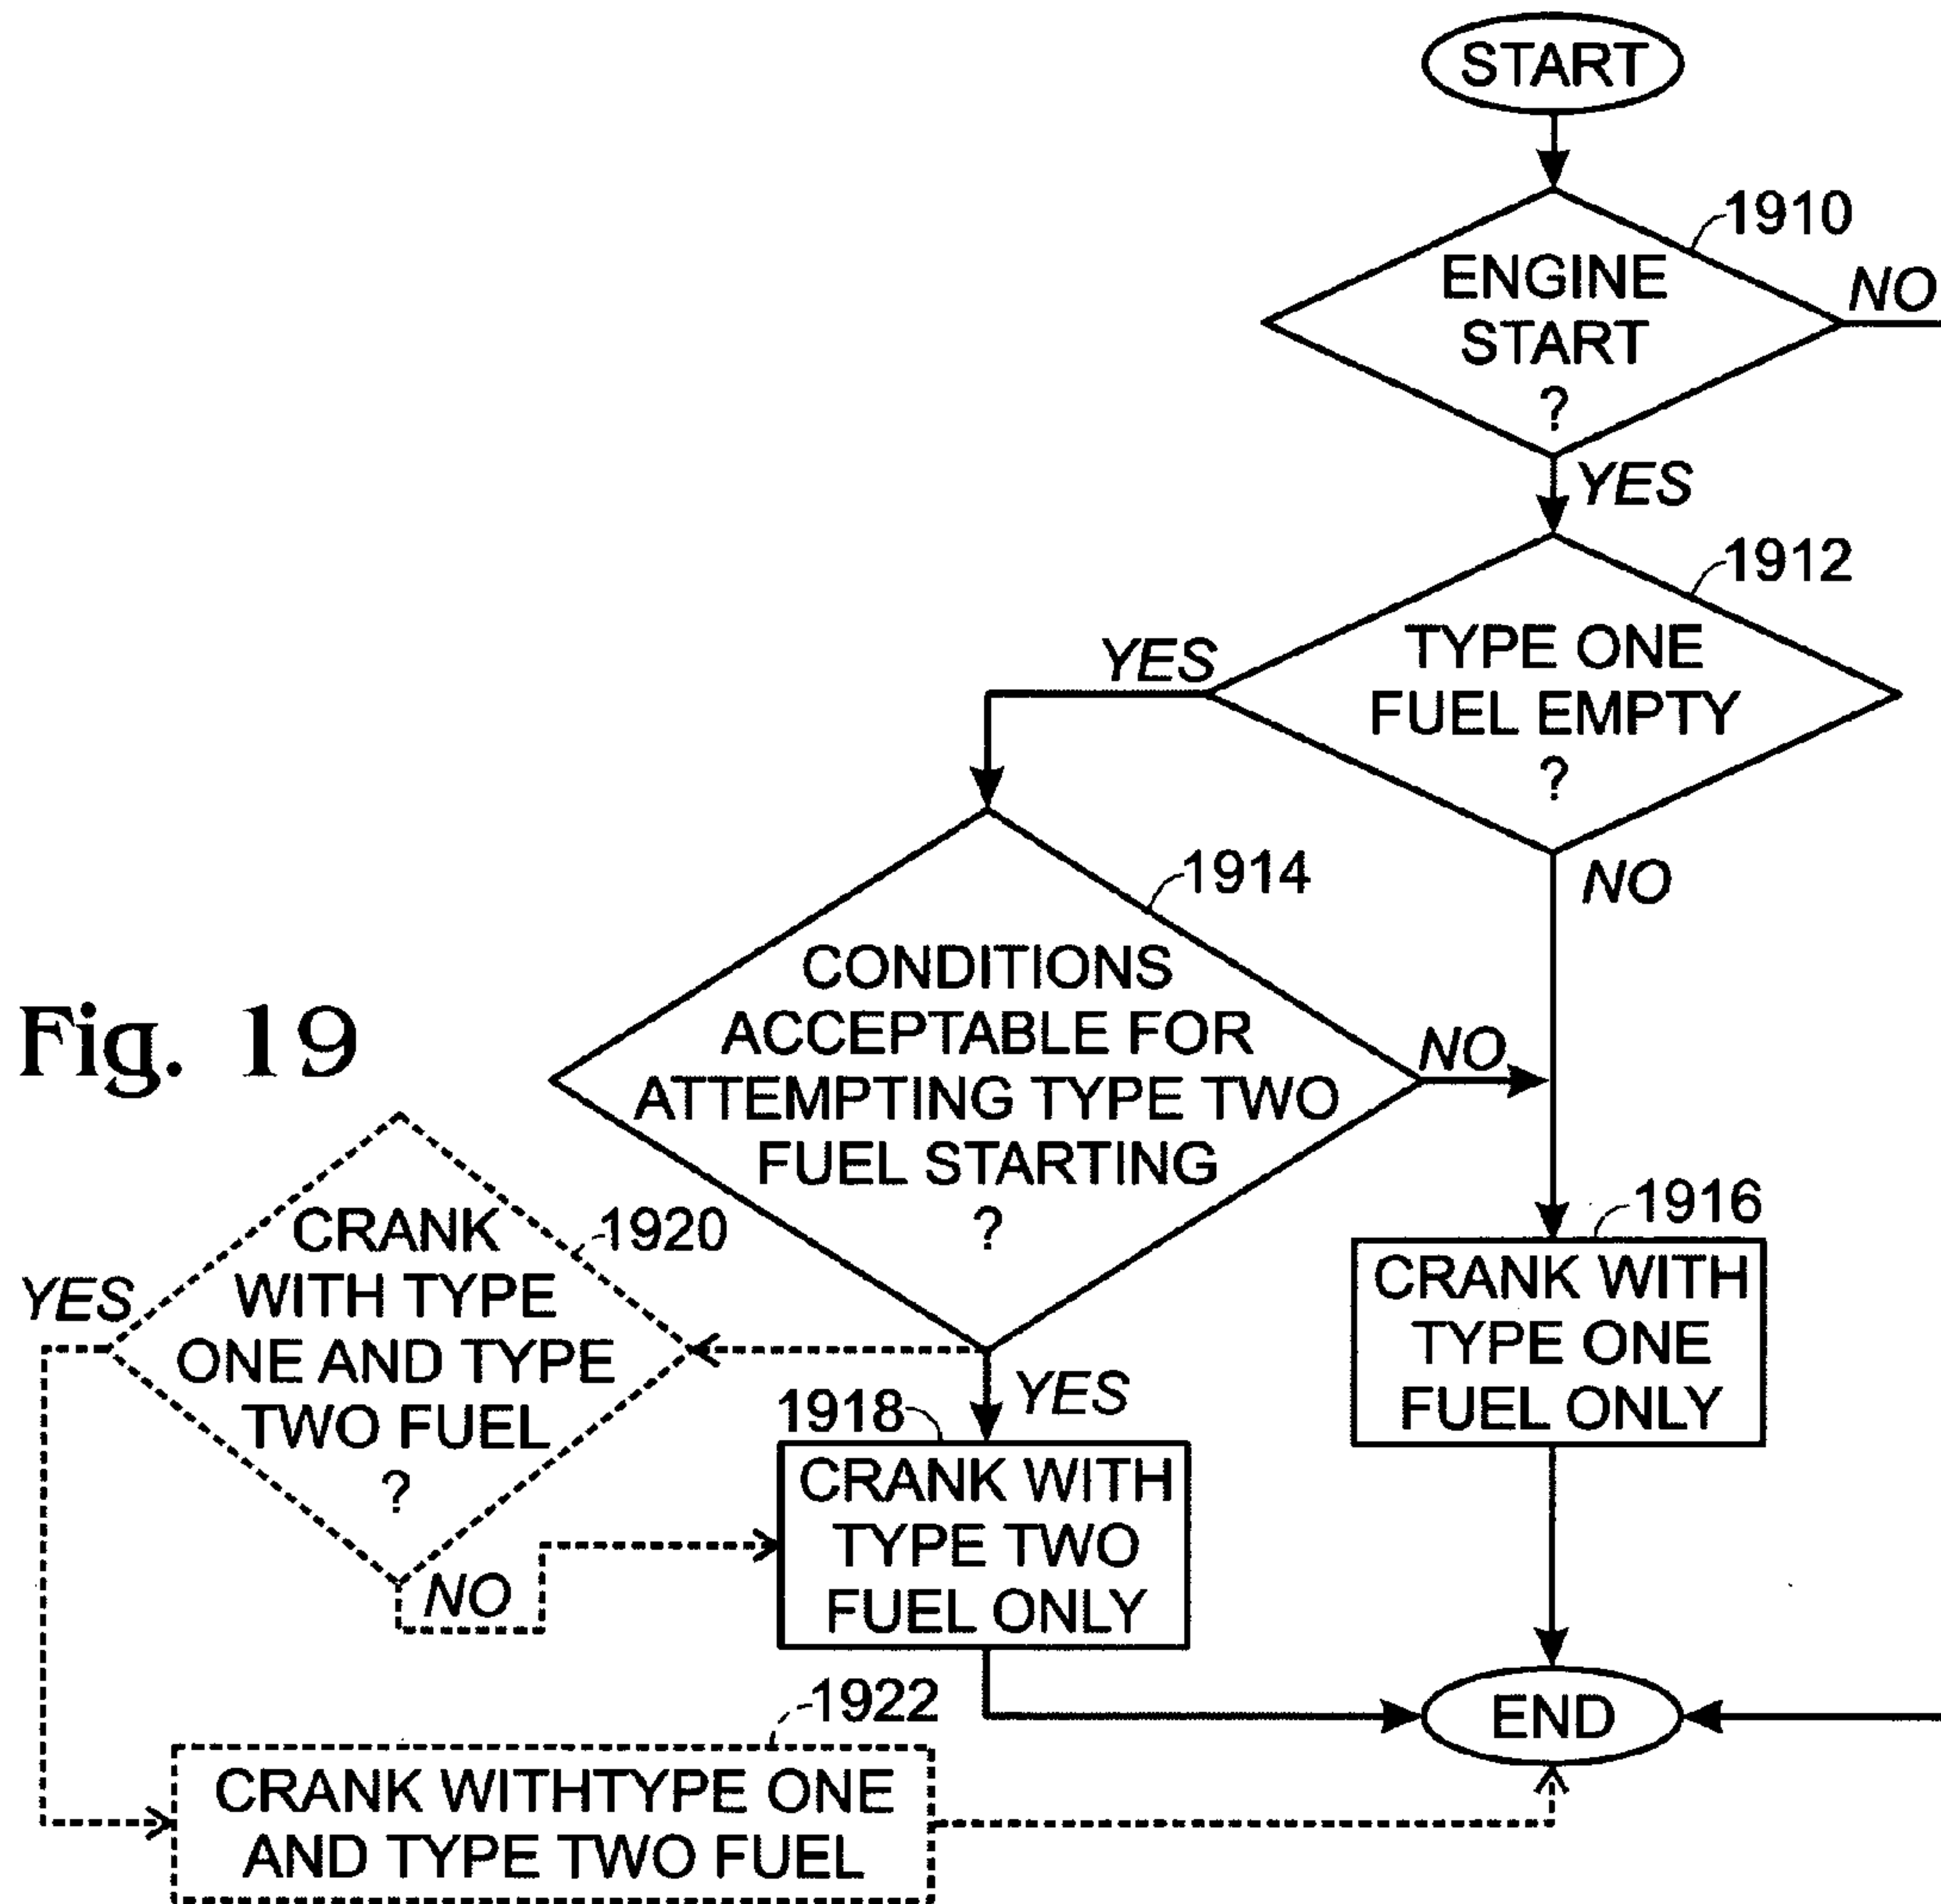 START
1910
ENGINE
START
?
NO
YES
1912
TYPE ONE
FUEL EMPTY
?
YES
NO
1914
CONDITIONS
ACCEPTABLE FOR
ATTEMPTING TYPE TWO
FUEL STARTING
?
NO
YES
Fig. 19
1916
CRANK WITH
TYPE ONE
FUEL ONLY
1920
CRANK
WITH TYPE
ONE AND TYPE
TWO FUEL
?
YES
NO
1918
CRANK WITH
TYPE TWO
FUEL ONLY
1922
CRANK WITHTYPE ONE
AND TYPE TWO FUEL
END